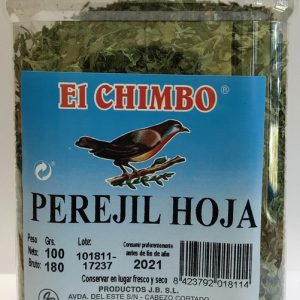 El CHIMBO®
PEREJIL HOJA
Peso Grs.
Neto: 100
Bruto: 180
Lote:
101811-
17237
Consumir preferentemente
antes de fin de año
2021
Conservar en lugar fresco y seco
8 423792 018114
PRODUCTOS J.B. S.L.
AVDA. DEL ESTE S/N - CABEZO CORTADO